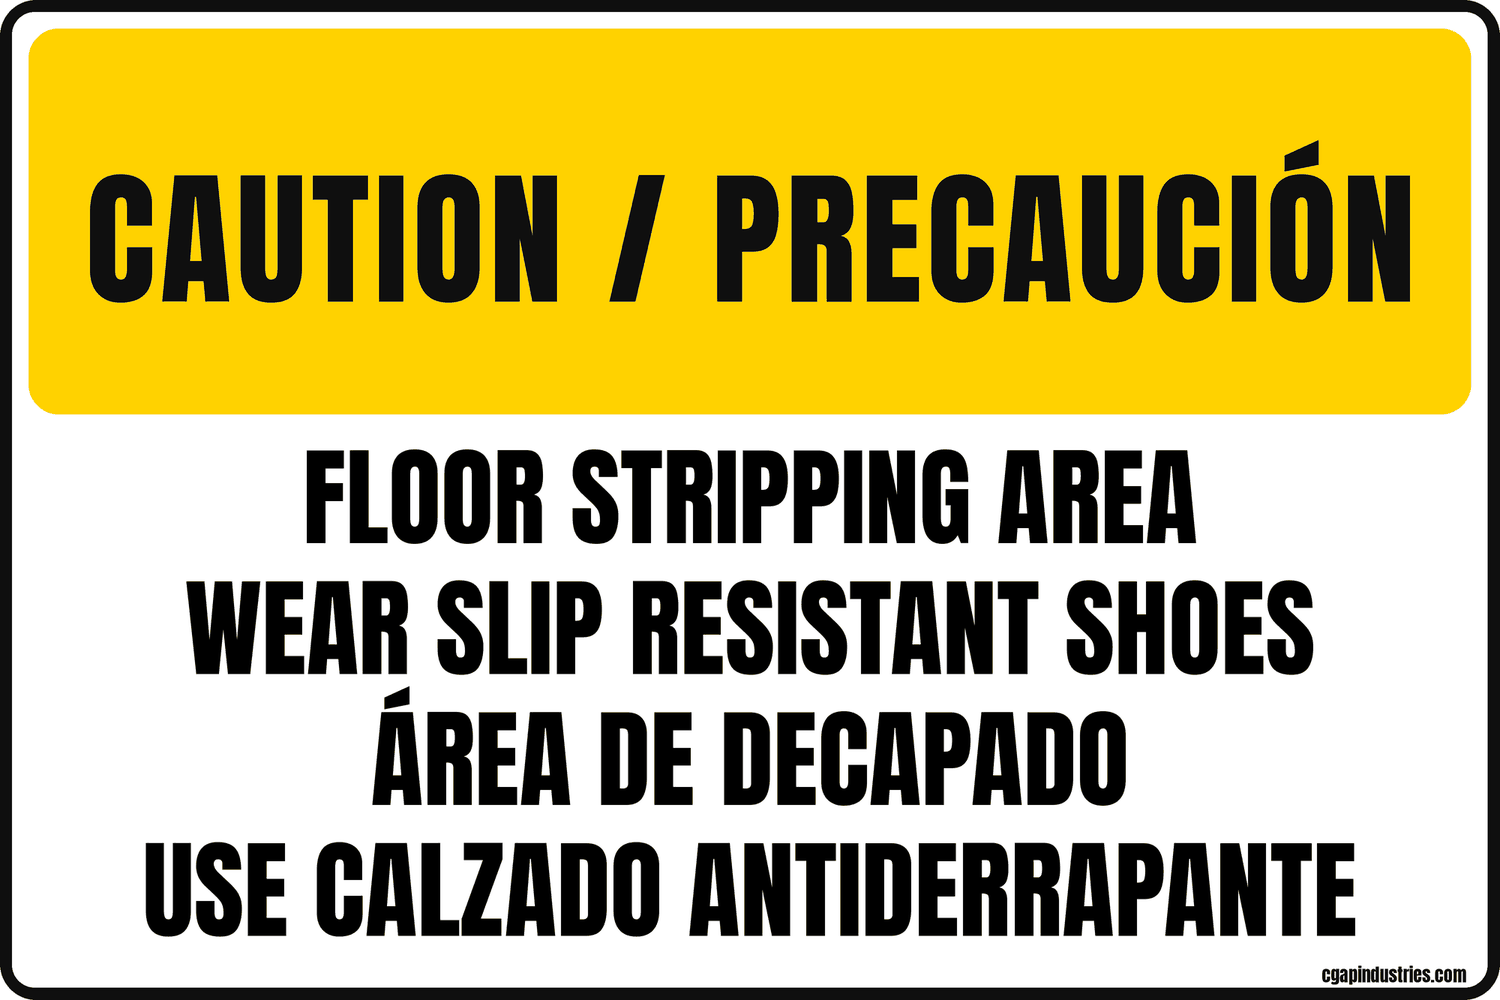 CAUTION / PRECAUCIÓN
FLOOR STRIPPING AREA
WEAR SLIP RESISTANT SHOES
ÁREA DE DECAPADO
USE CALZADO ANTIDERRAPANTE
cgapindustries.com